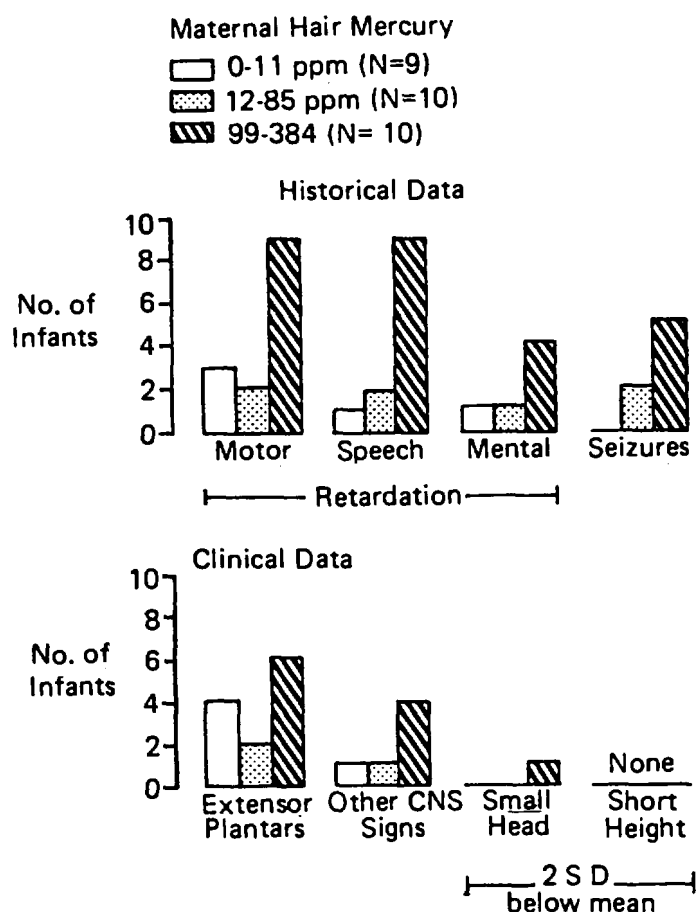 Maternal Hair Mercury
0-11 ppm (N=9)
12-85 ppm (N=10)
99-384 (N= 10)
Historical Data
10
8
6
4
2
0
No. of
Infants
Motor Speech Mental Seizures
Retardation
Clinical Data
10
8
6
4
2
0
No. of
Infants
None
Extensor Other CNS Small Short
Plantars Signs Head Height
2 S D
below mean